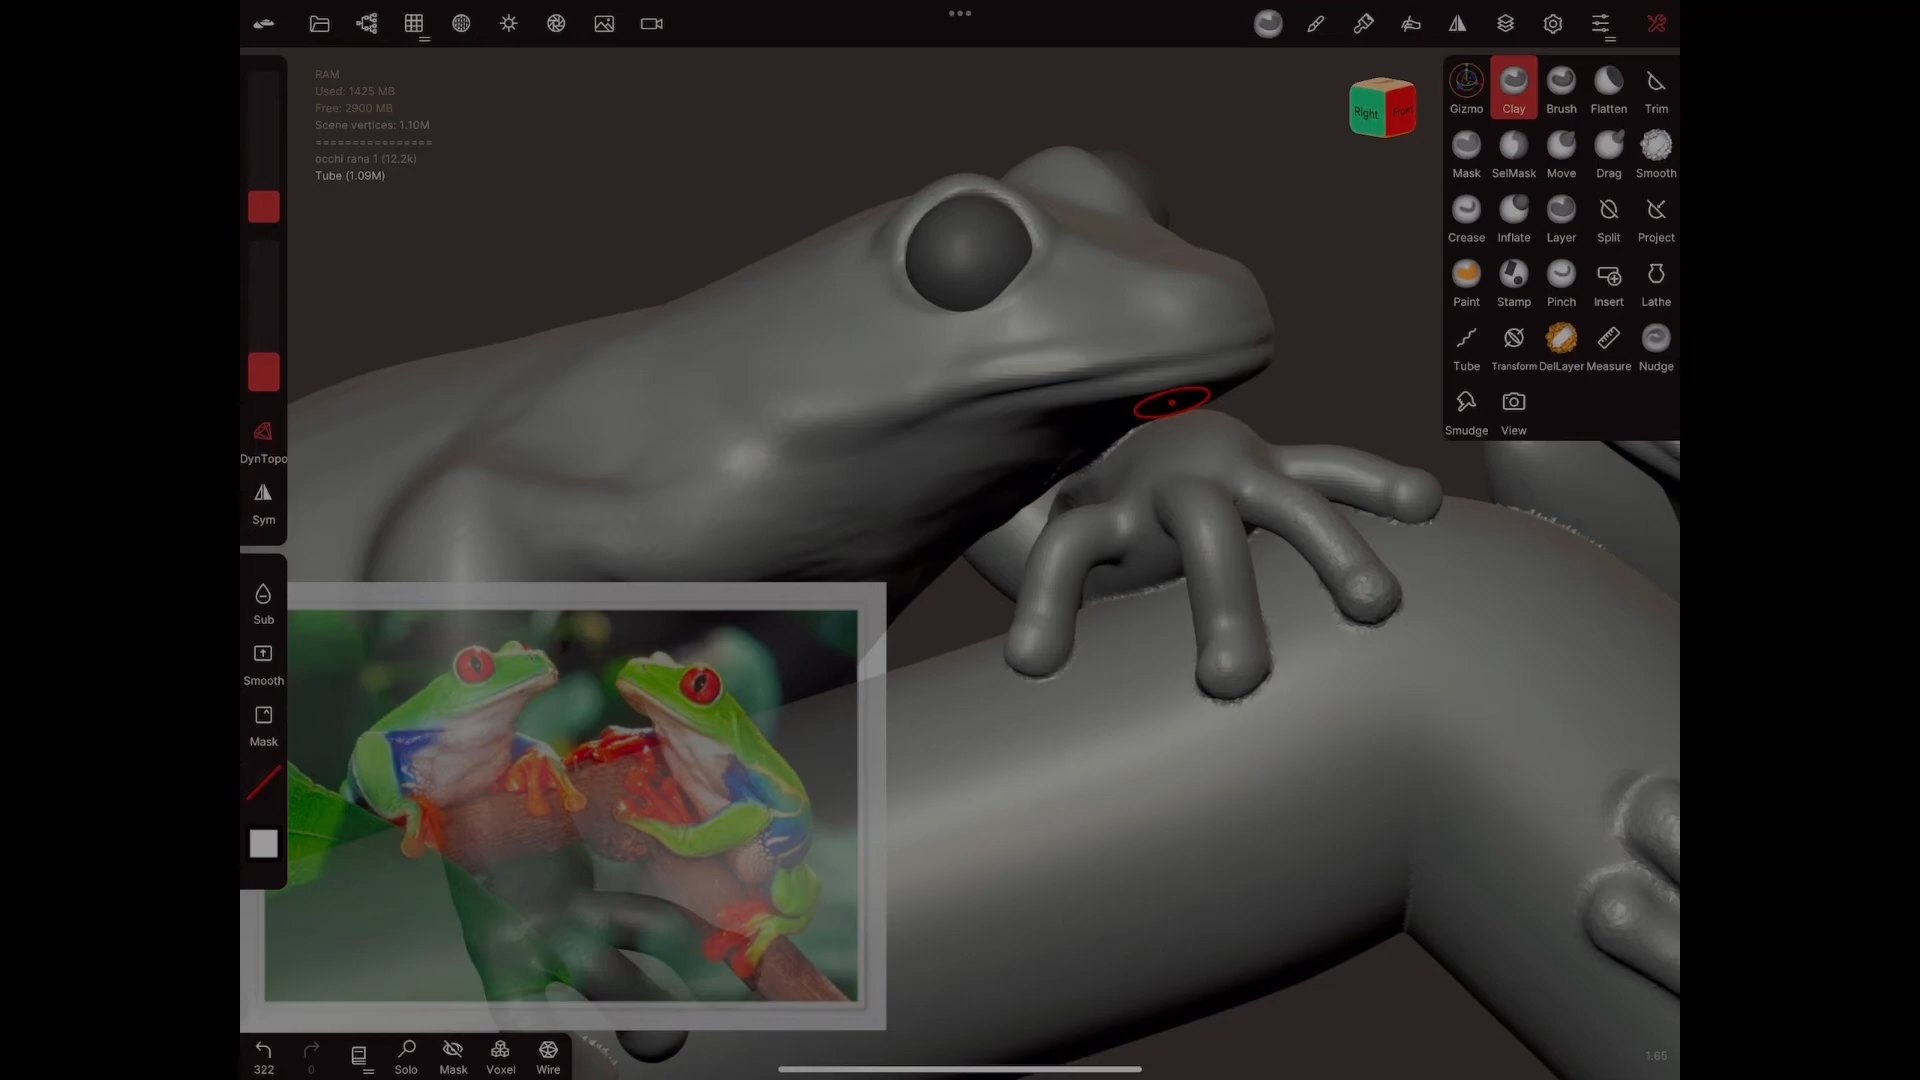 RAM
Used: 1425 MB
Free: 2900 MB
Scene vertices: 1.10M
================
occhi rana 1 (12.2k)
Tube (1.09M)
Right Front
Gizmo Clay Brush Flatten Trim
Mask SelMask Move Drag Smooth
Crease Inflate Layer Split Project
Paint Stamp Pinch Insert Lathe
Tube Transform DelLayer Measure Nudge
Smudge View
DynTopo
Sym
Sub
Smooth
Mask
322 0 Solo Mask Voxel Wire
1.65